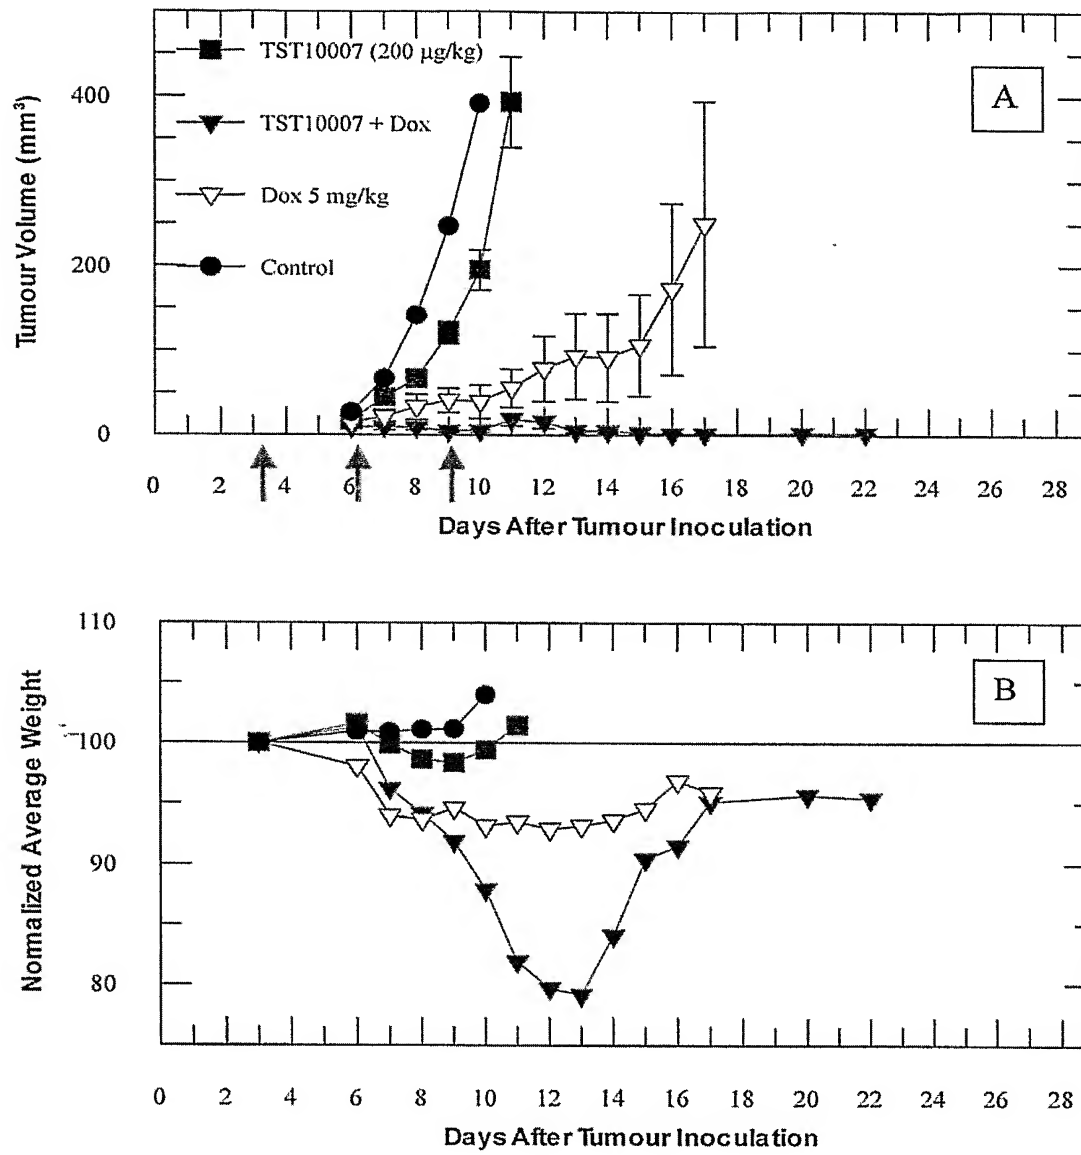 TST10007 (200 µg/kg)
A
400
TST10007 + Dox
Tumour Volume (mm³)
Dox 5 mg/kg
200
Control
0
0 2 4 6 8 10 12 14 16 18 20 22 24 26 28
Days After Tumour Inoculation
110
B
Normalized Average Weight
100
90
80
0 2 4 6 8 10 12 14 16 18 20 22 24 26 28
Days After Tumour Inoculation